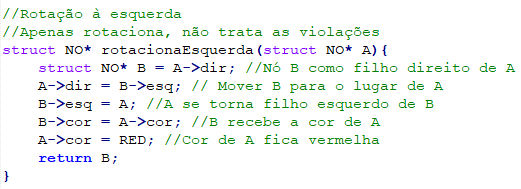 //Rotação à esquerda
//Apenas rotaciona, não trata as violações
struct NO* rotacionaEsquerda(struct NO* A){
    struct NO* B = A->dir; //Nó B como filho direito de A
    A->dir = B->esq; // Mover B para o lugar de A
    B->esq = A; //A se torna filho esquerdo de B
    B->cor = A->cor; //B recebe a cor de A
    A->cor = RED; //Cor de A fica vermelha
    return B;
}